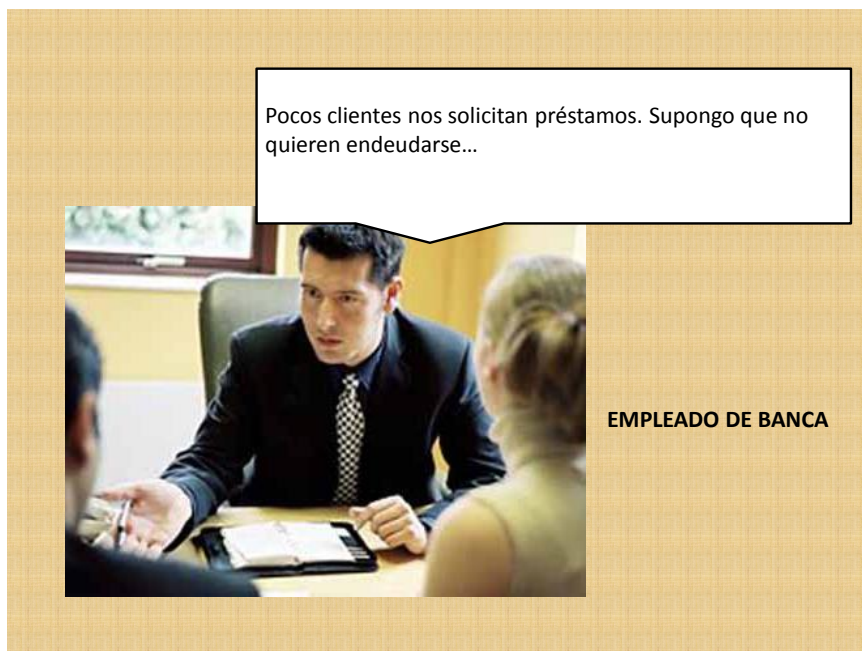 Pocos clientes nos solicitan préstamos. Supongo que no
quieren endeudarse…
EMPLEADO DE BANCA